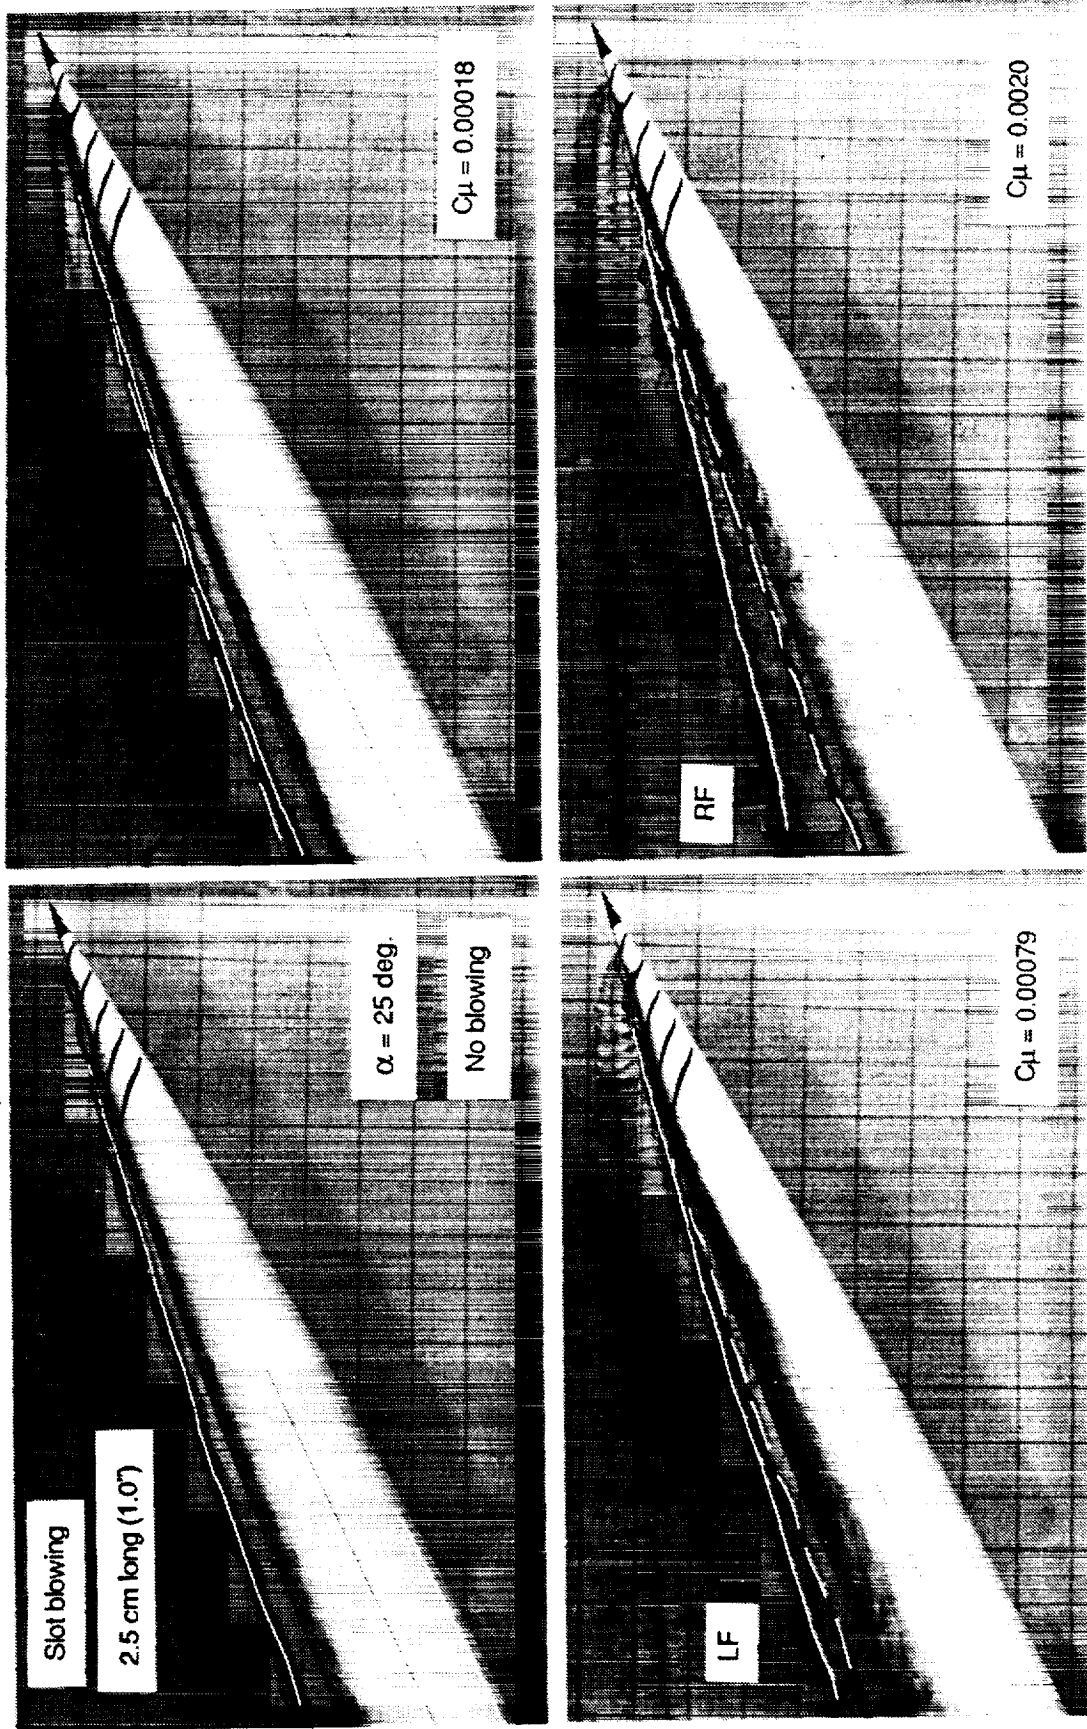 Slot blowing
2.5 cm long (1.0")
α = 25 deg.
No blowing
Cμ = 0.00018
LF
Cμ = 0.00079
RF
Cμ = 0.0020